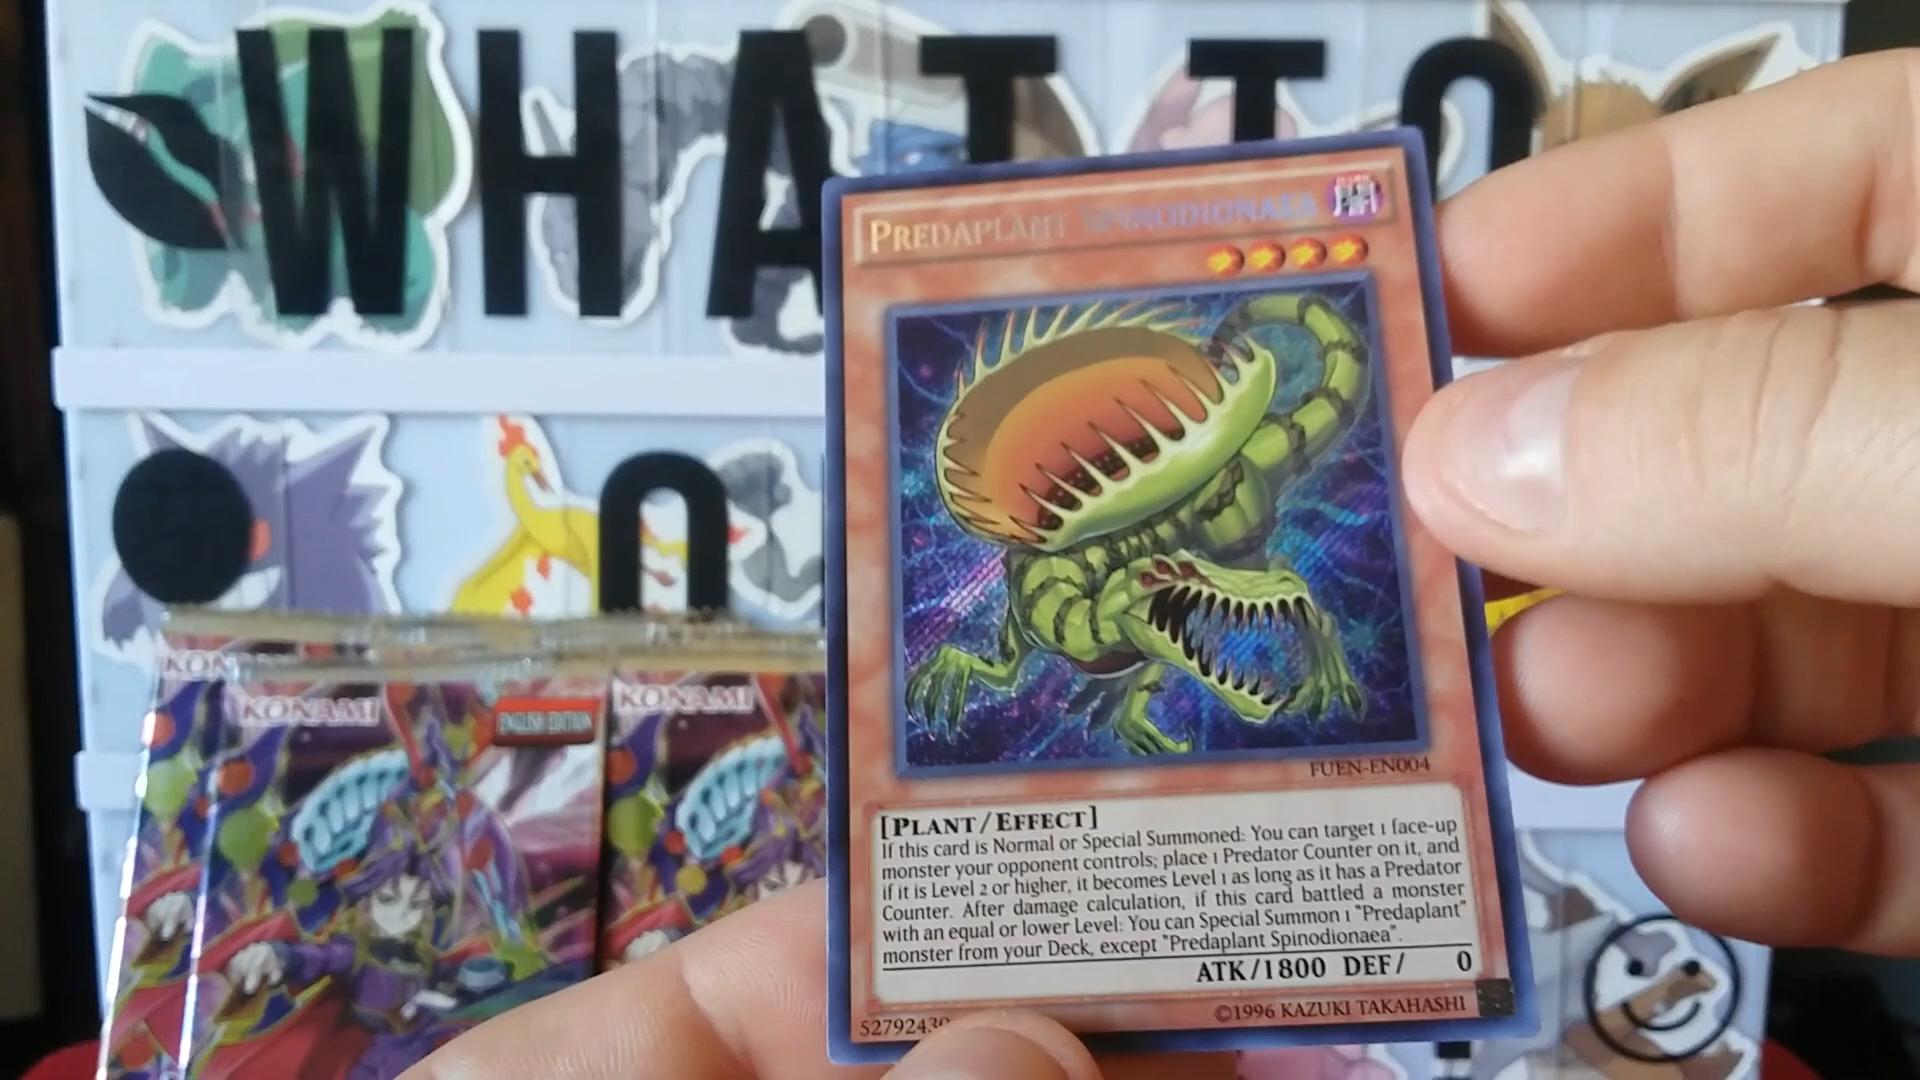 WHAT TO
PREDAPLANT SPINODIONAEA
KONAMI
ENGLISH EDITION
KONAMI
FUEN-EN004
[PLANT/EFFECT]
If this card is Normal or Special Summoned: You can target 1 face-up
monster your opponent controls; place 1 Predator Counter on it, and
if it is Level 2 or higher, it becomes Level 1 as long as it has a Predator
Counter. After damage calculation, if this card battled a monster
with an equal or lower Level: You can Special Summon 1 "Predaplant"
monster from your Deck, except "Predaplant Spinodionaea".
ATK/1800 DEF/ 0
©1996 KAZUKI TAKAHASHI